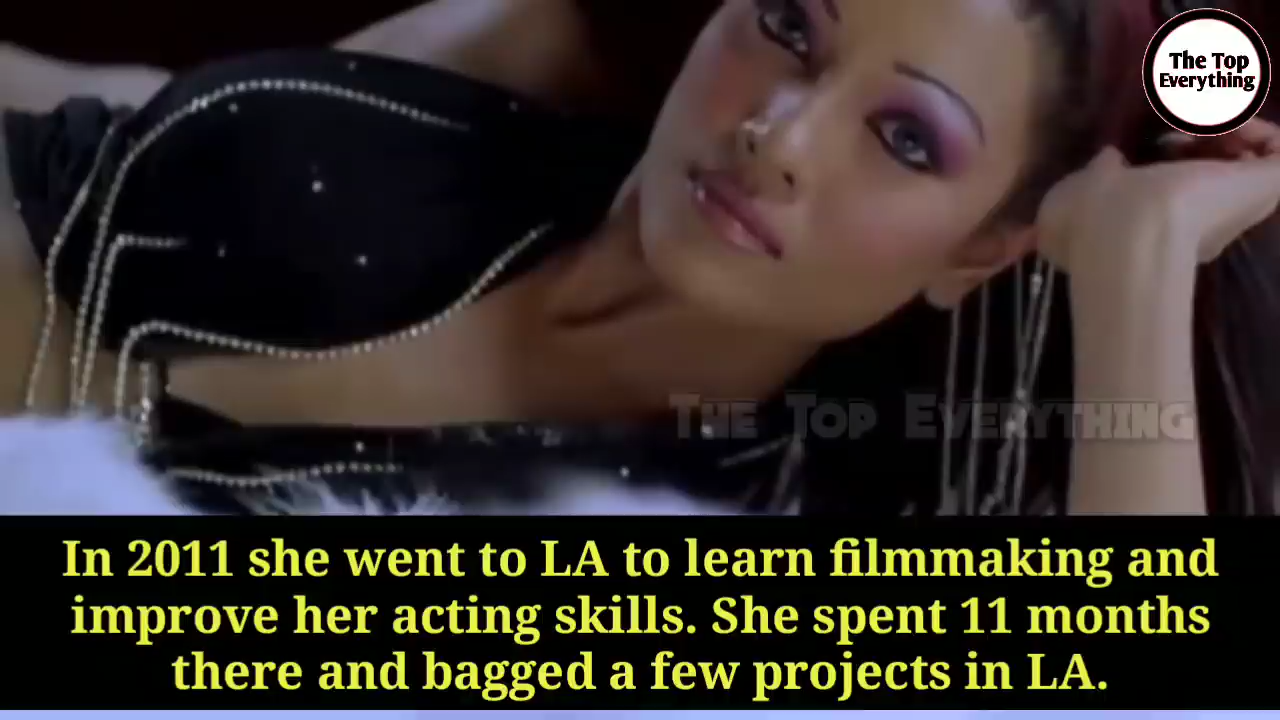 The Top
Everything
The Top Everything
In 2011 she went to LA to learn filmmaking and
improve her acting skills. She spent 11 months
there and bagged a few projects in LA.